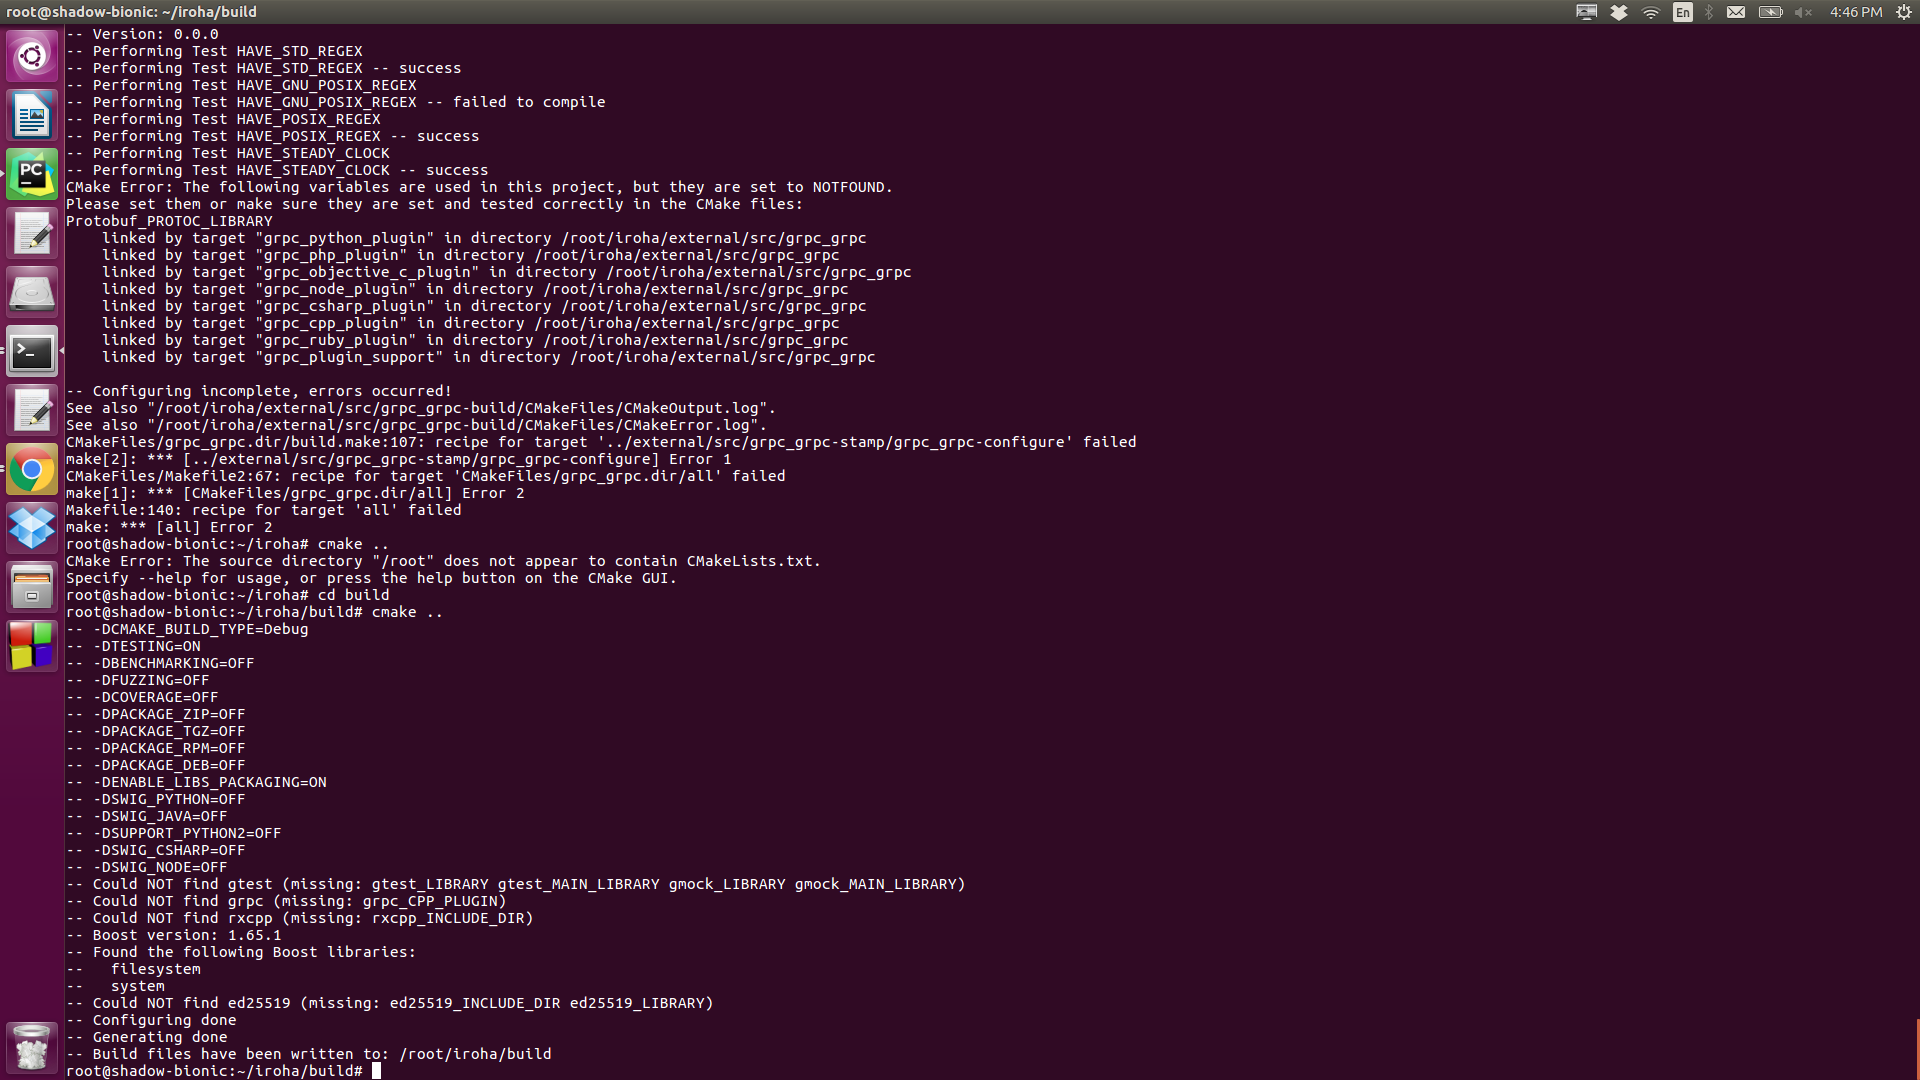 root@shadow-bionic: ~/iroha/build
En
4:46 PM
-- Version: 0.0.0
-- Performing Test HAVE_STD_REGEX
-- Performing Test HAVE_STD_REGEX -- success
-- Performing Test HAVE_GNU_POSIX_REGEX
-- Performing Test HAVE_GNU_POSIX_REGEX -- failed to compile
-- Performing Test HAVE_POSIX_REGEX
-- Performing Test HAVE_POSIX_REGEX -- success
-- Performing Test HAVE_STEADY_CLOCK
-- Performing Test HAVE_STEADY_CLOCK -- success
CMake Error: The following variables are used in this project, but they are set to NOTFOUND.
Please set them or make sure they are set and tested correctly in the CMake files:
Protobuf_PROTOC_LIBRARY
    linked by target "grpc_python_plugin" in directory /root/iroha/external/src/grpc_grpc
    linked by target "grpc_php_plugin" in directory /root/iroha/external/src/grpc_grpc
    linked by target "grpc_objective_c_plugin" in directory /root/iroha/external/src/grpc_grpc
    linked by target "grpc_node_plugin" in directory /root/iroha/external/src/grpc_grpc
    linked by target "grpc_csharp_plugin" in directory /root/iroha/external/src/grpc_grpc
    linked by target "grpc_cpp_plugin" in directory /root/iroha/external/src/grpc_grpc
    linked by target "grpc_ruby_plugin" in directory /root/iroha/external/src/grpc_grpc
    linked by target "grpc_plugin_support" in directory /root/iroha/external/src/grpc_grpc
-- Configuring incomplete, errors occurred!
See also "/root/iroha/external/src/grpc_grpc-build/CMakeFiles/CMakeOutput.log".
See also "/root/iroha/external/src/grpc_grpc-build/CMakeFiles/CMakeError.log".
CMakeFiles/grpc_grpc.dir/build.make:107: recipe for target '../external/src/grpc_grpc-stamp/grpc_grpc-configure' failed
make[2]: *** [../external/src/grpc_grpc-stamp/grpc_grpc-configure] Error 1
CMakeFiles/Makefile2:67: recipe for target 'CMakeFiles/grpc_grpc.dir/all' failed
make[1]: *** [CMakeFiles/grpc_grpc.dir/all] Error 2
Makefile:140: recipe for target 'all' failed
make: *** [all] Error 2
root@shadow-bionic:~/iroha# cmake ..
CMake Error: The source directory "/root" does not appear to contain CMakeLists.txt.
Specify --help for usage, or press the help button on the CMake GUI.
root@shadow-bionic:~/iroha# cd build
root@shadow-bionic:~/iroha/build# cmake ..
-- -DCMAKE_BUILD_TYPE=Debug
-- -DTESTING=ON
-- -DBENCHMARKING=OFF
-- -DFUZZING=OFF
-- -DCOVERAGE=OFF
-- -DPACKAGE_ZIP=OFF
-- -DPACKAGE_TGZ=OFF
-- -DPACKAGE_RPM=OFF
-- -DPACKAGE_DEB=OFF
-- -DENABLE_LIBS_PACKAGING=ON
-- -DSWIG_PYTHON=OFF
-- -DSWIG_JAVA=OFF
-- -DSUPPORT_PYTHON2=OFF
-- -DSWIG_CSHARP=OFF
-- -DSWIG_NODE=OFF
-- Could NOT find gtest (missing: gtest_LIBRARY gtest_MAIN_LIBRARY gmock_LIBRARY gmock_MAIN_LIBRARY)
-- Could NOT find grpc (missing: grpc_CPP_PLUGIN)
-- Could NOT find rxcpp (missing: rxcpp_INCLUDE_DIR)
-- Boost version: 1.65.1
-- Found the following Boost libraries:
--   filesystem
--   system
-- Could NOT find ed25519 (missing: ed25519_INCLUDE_DIR ed25519_LIBRARY)
-- Configuring done
-- Generating done
-- Build files have been written to: /root/iroha/build
root@shadow-bionic:~/iroha/build#
PC
>_